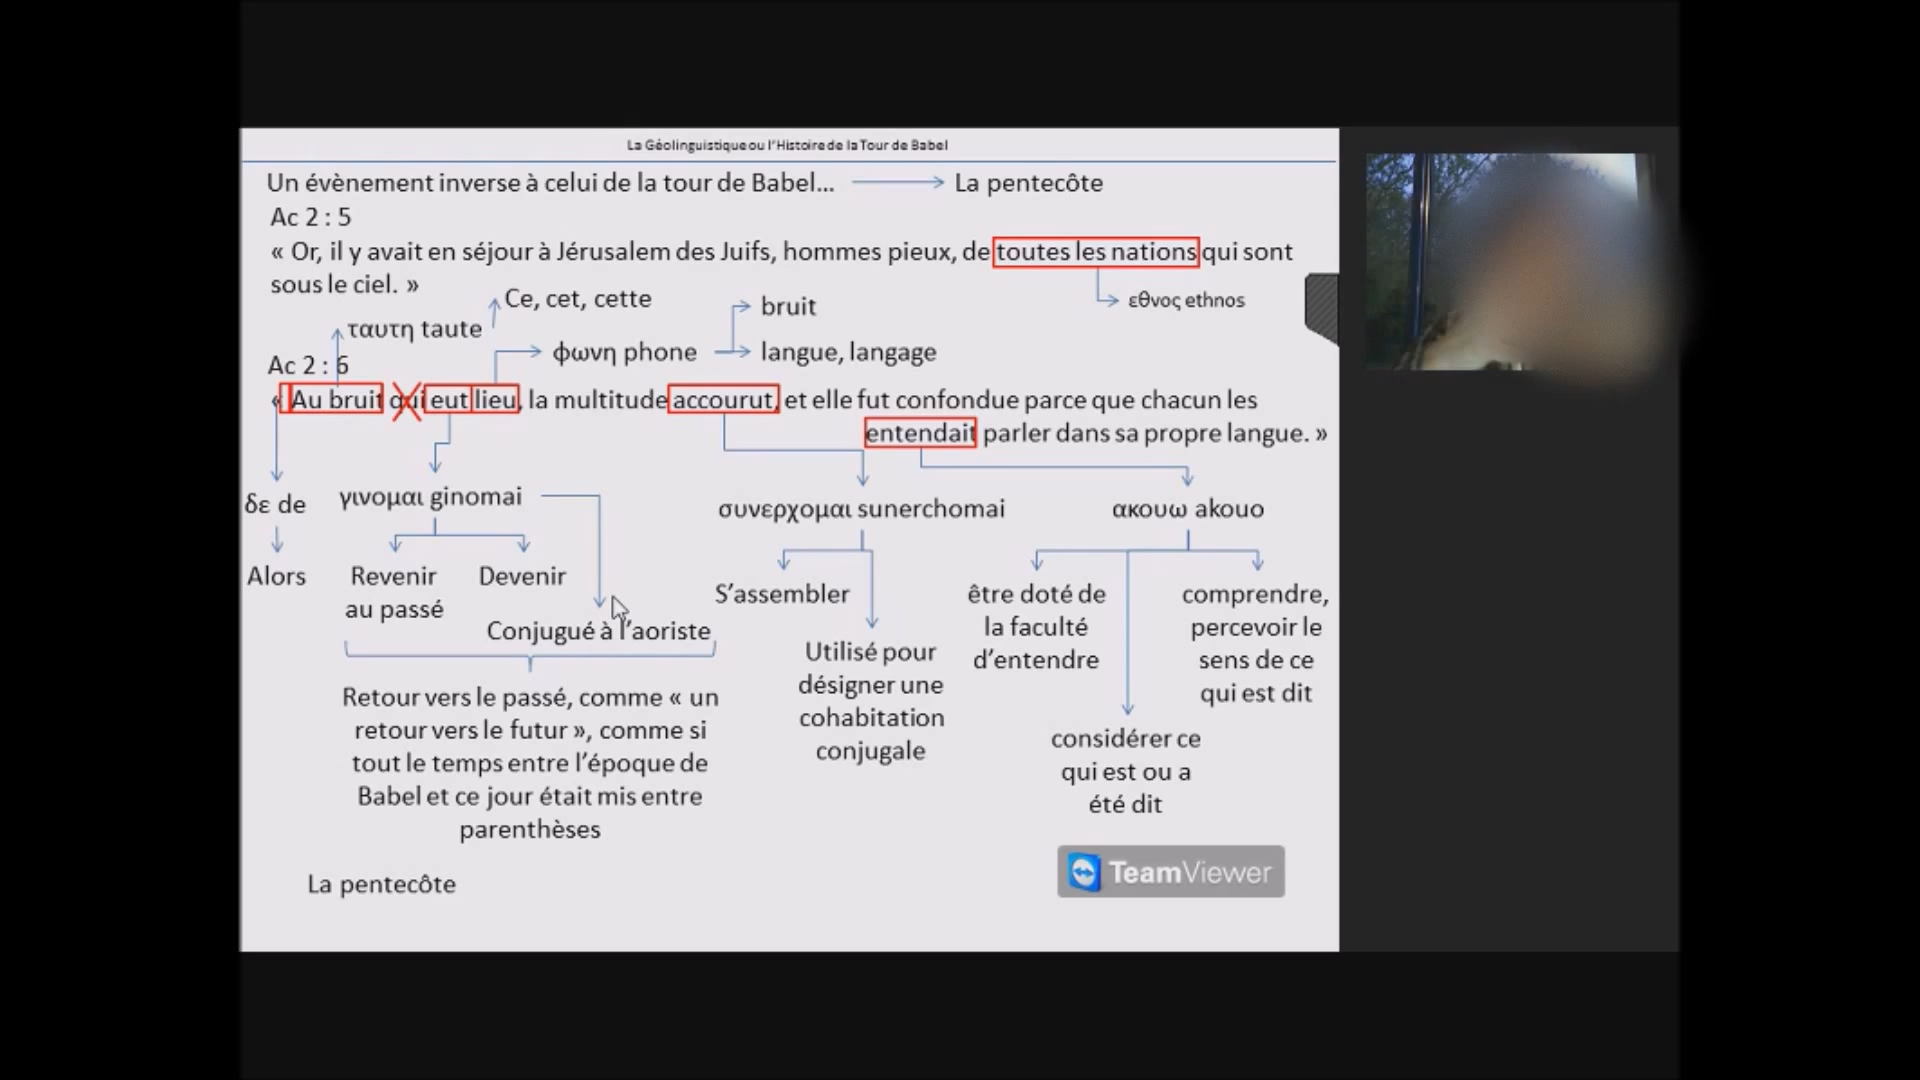 La Géolinguistique ou l'Histoire de la Tour de Babel
Un évènement inverse à celui de la tour de Babel... La pentecôte
Ac 2 : 5
« Or, il y avait en séjour à Jérusalem des Juifs, hommes pieux, de toutes les nations qui sont
sous le ciel. »
εθνος ethnos
Ce, cet, cette
ταυτη taute
bruit
φωνη phone
langue, langage
Ac 2 : 6
« Au bruit qui eut lieu, la multitude accourut, et elle fut confondue parce que chacun les
entendait parler dans sa propre langue. »
δε de
Alors
γινομαι ginomai
Revenir
au passé
Devenir
Conjugué à l'aoriste
Retour vers le passé, comme « un
retour vers le futur », comme si
tout le temps entre l'époque de
Babel et ce jour était mis entre
parenthèses
συνερχομαι sunerchomai
S'assembler
Utilisé pour
désigner une
cohabitation
conjugale
ακουω akouo
être doté de
la faculté
d'entendre
considérer ce
qui est ou a
été dit
comprendre,
percevoir le
sens de ce
qui est dit
La pentecôte
TeamViewer